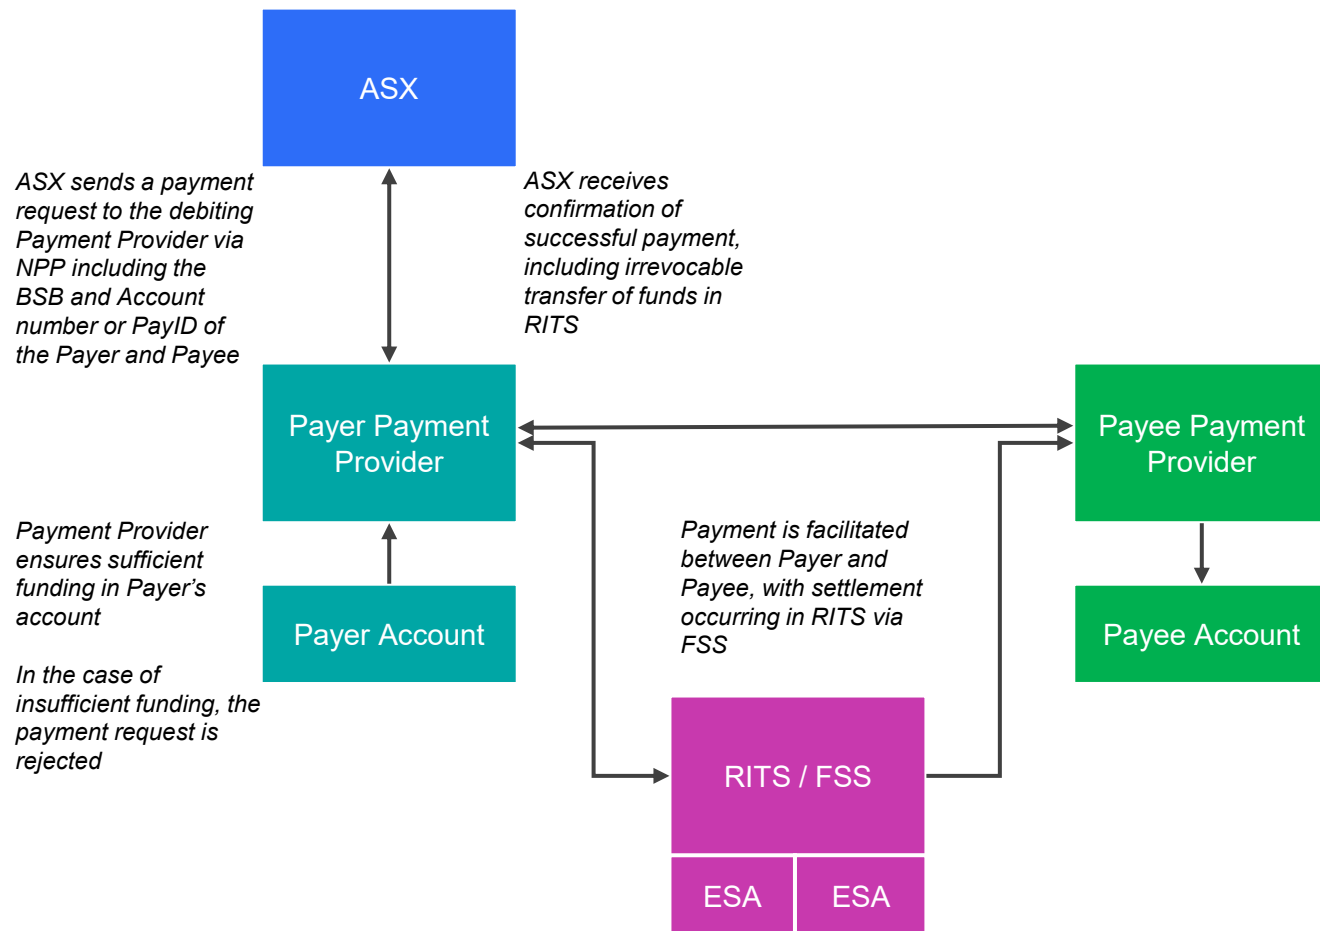 ASX
ASX sends a payment
request to the debiting
Payment Provider via
NPP including the
BSB and Account
number or PayID of
the Payer and Payee
ASX receives
confirmation of
successful payment,
including irrevocable
transfer of funds in
RITS
Payer Payment
Provider
Payee Payment
Provider
Payment Provider
ensures sufficient
funding in Payer’s
account
In the case of
insufficient funding, the
payment request is
rejected
Payer Account
Payment is facilitated
between Payer and
Payee, with settlement
occurring in RITS via
FSS
Payee Account
RITS / FSS
ESA
ESA